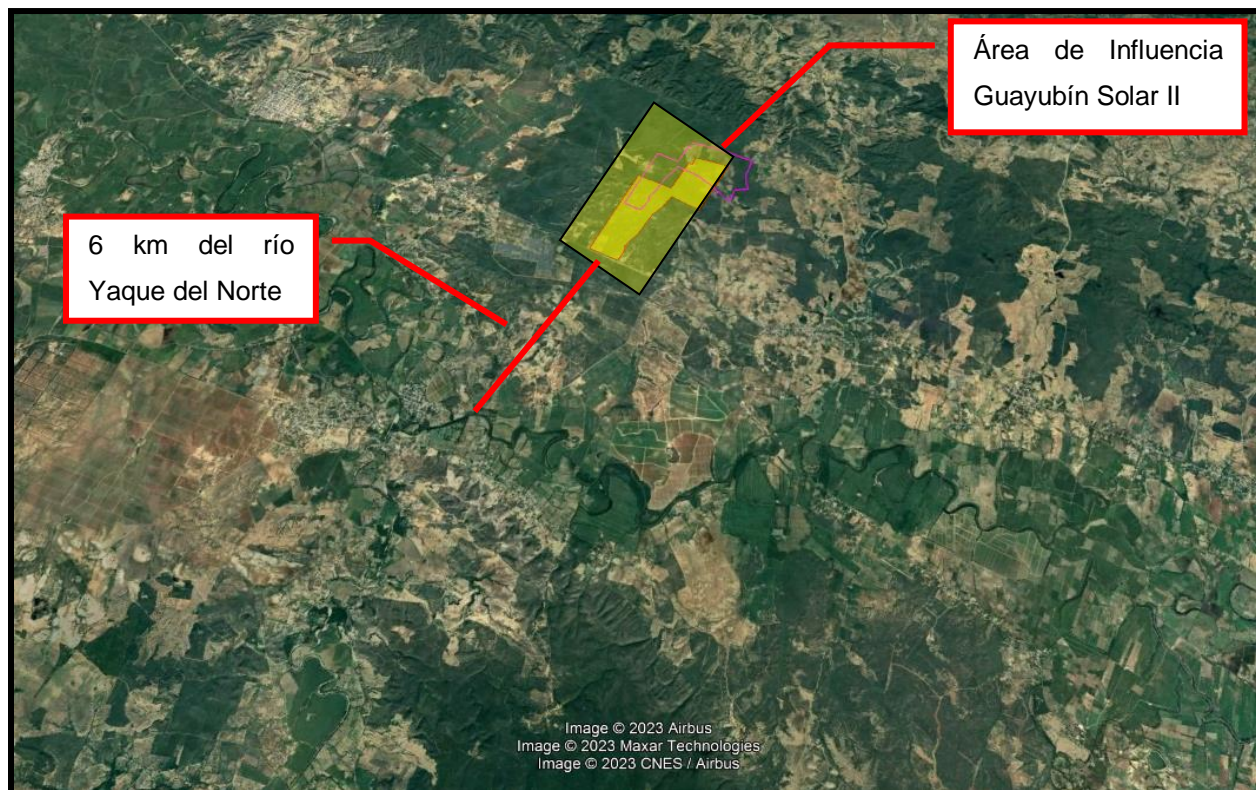 Área de Influencia
Guayubín Solar II
6 km del río
Yaque del Norte
Image © 2023 Airbus
Image © 2023 Maxar Technologies
Image © 2023 CNES / Airbus